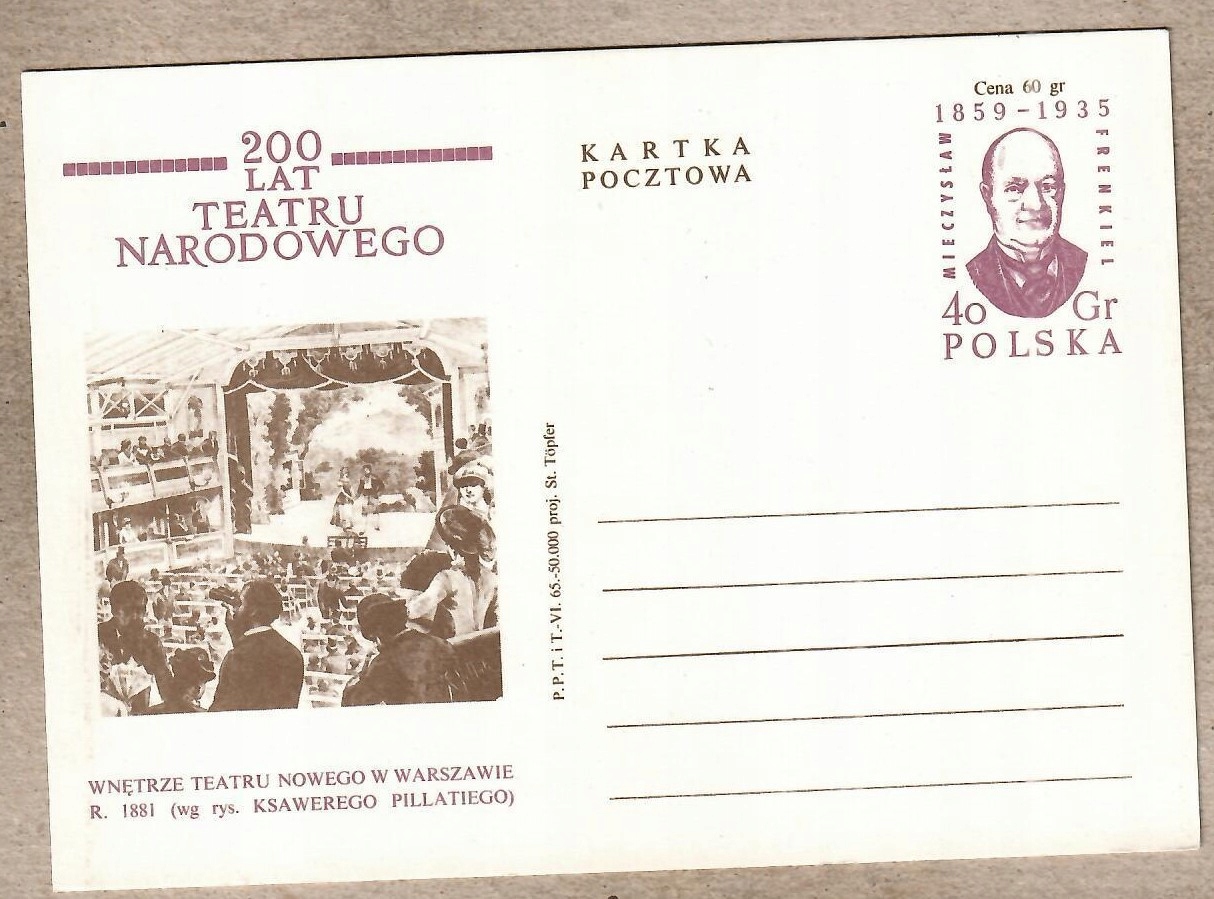 200
LAT
TEATRU
NARODOWEGO
KARTKA
POCZTOWA
Cena 60 gr
1859-1935
MIECZYSŁAW
FRENKIEL
40 Gr
POLSKA
P.P.T. i T.-VI. 65.-50.000 proj. St. Töpfer
WNĘTRZE TEATRU NOWEGO W WARSZAWIE
R. 1881 (wg rys. KSAWEREGO PILLATIEGO)